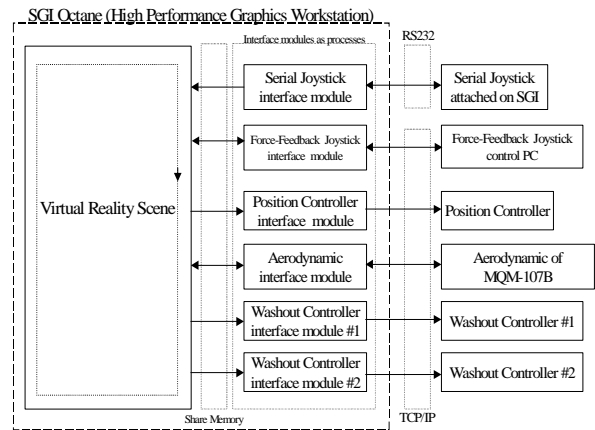 SGI Octane (High Performance Graphics Workstation)
Interface modules as processes
RS232
Serial Joystick
interface module
Serial Joystick
attached on SGI
Force-Feedback Joystick
interface module
Force-Feedback Joystick
control PC
Virtual Reality Scene
Position Controller
interface module
Position Controller
Aerodynamic
interface module
Aerodynamic of
MQM-107B
Washout Controller
interface module #1
Washout Controller #1
Washout Controller
interface module #2
Washout Controller #2
Share Memory
TCP/IP